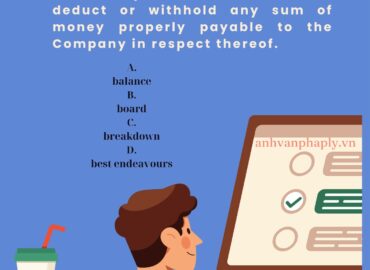 deduct or withhold any sum of
money properly payable to the
Company in respect thereof.
A.
balance
B.
board
C.
breakdown
D.
best endeavours
anhvanphaply.vn